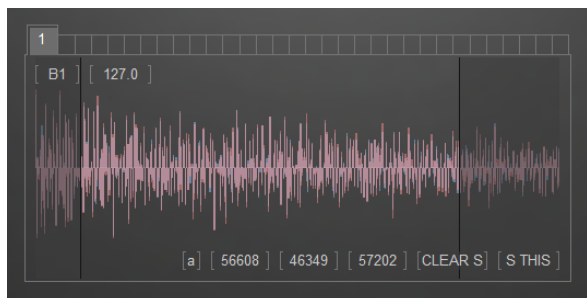 1
[ B1 ] [ 127.0 ]
[a] [ 56608 ] [ 46349 ] [ 57202 ] [CLEAR S] [ S THIS ]